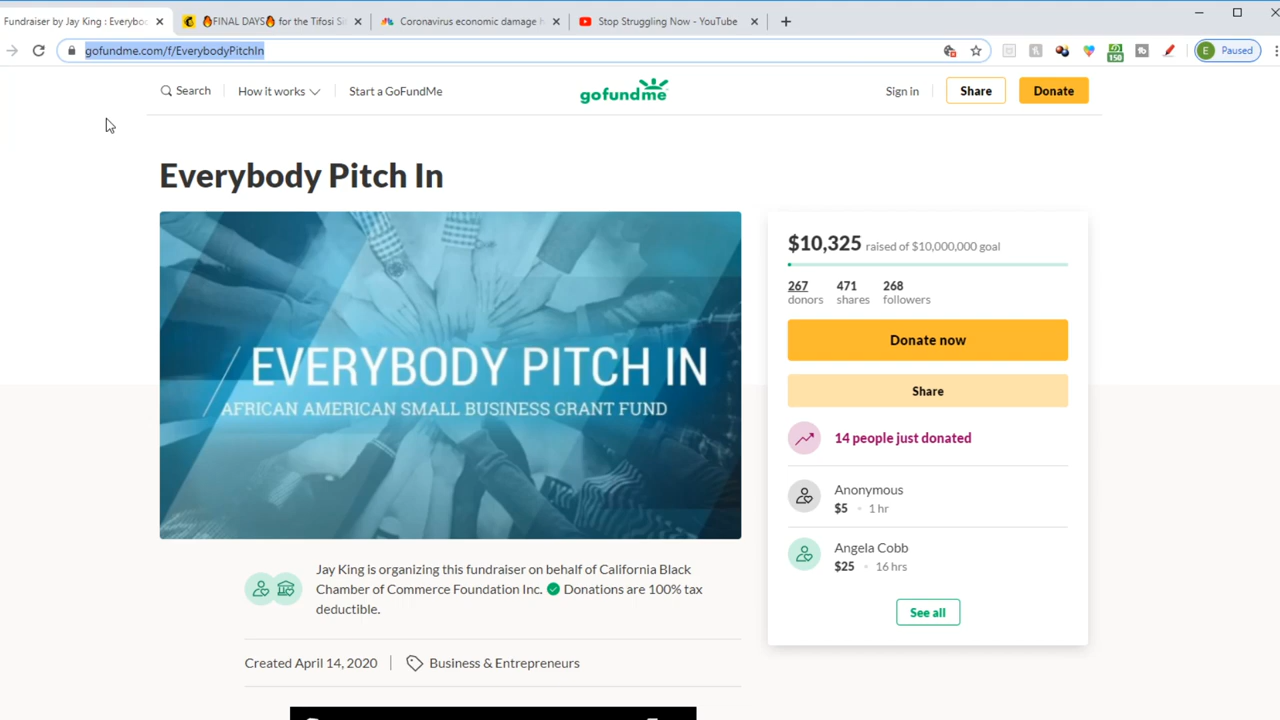 Fundraiser by Jay King : Everyboc
🔥FINAL DAYS🔥 for the Tifosi Si
Coronavirus economic damage h
Stop Struggling Now - YouTube
gofundme.com/f/EverybodyPitchIn
150
E Paused
Search
How it works
Start a GoFundMe
gofundme
Sign in
Share
Donate
Everybody Pitch In
EVERYBODY PITCH IN
AFRICAN AMERICAN SMALL BUSINESS GRANT FUND
$10,325 raised of $10,000,000 goal
267 471 268
donors shares followers
Donate now
Share
14 people just donated
Anonymous
$5 • 1 hr
Angela Cobb
$25 • 16 hrs
See all
Jay King is organizing this fundraiser on behalf of California Black
Chamber of Commerce Foundation Inc. Donations are 100% tax
deductible.
Created April 14, 2020
Business & Entrepreneurs